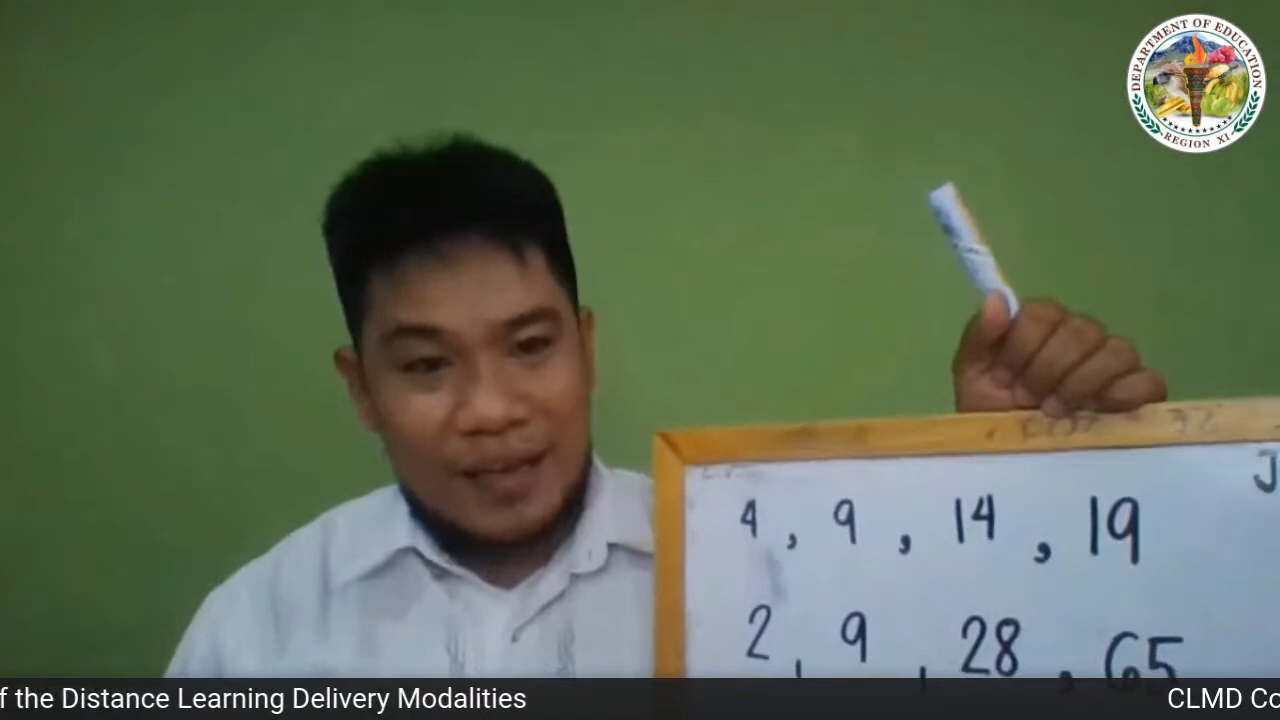 DEPARTMENT OF EDUCATION
REGION XI
J
4 , 9 , 14 , 19
2 , 9 , 28 , 65
f the Distance Learning Delivery Modalities
CLMD Co